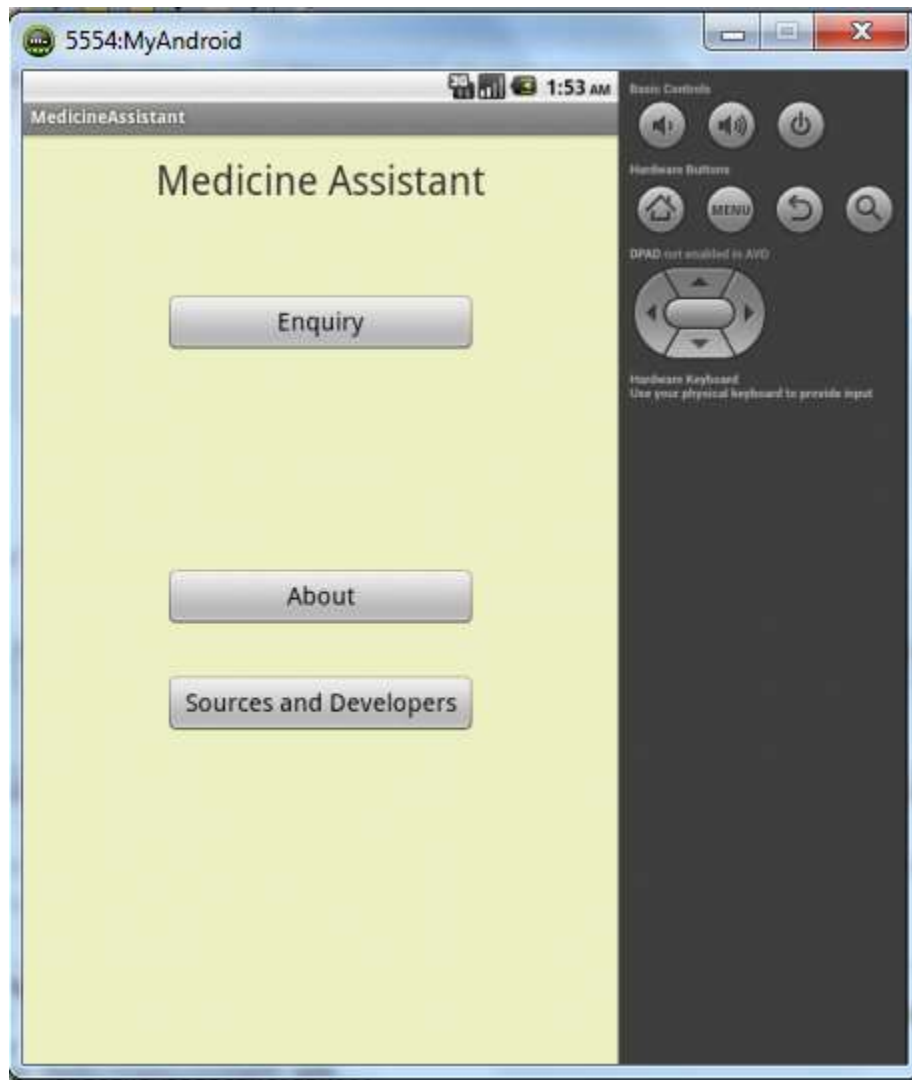 5554:MyAndroid
3G 1:53 AM
MedicineAssistant
Medicine Assistant
Enquiry
About
Sources and Developers
Basic Controls
Hardware Buttons
MENU
DPAD not enabled in AVD
Hardware Keyboard
Use your physical keyboard to provide input